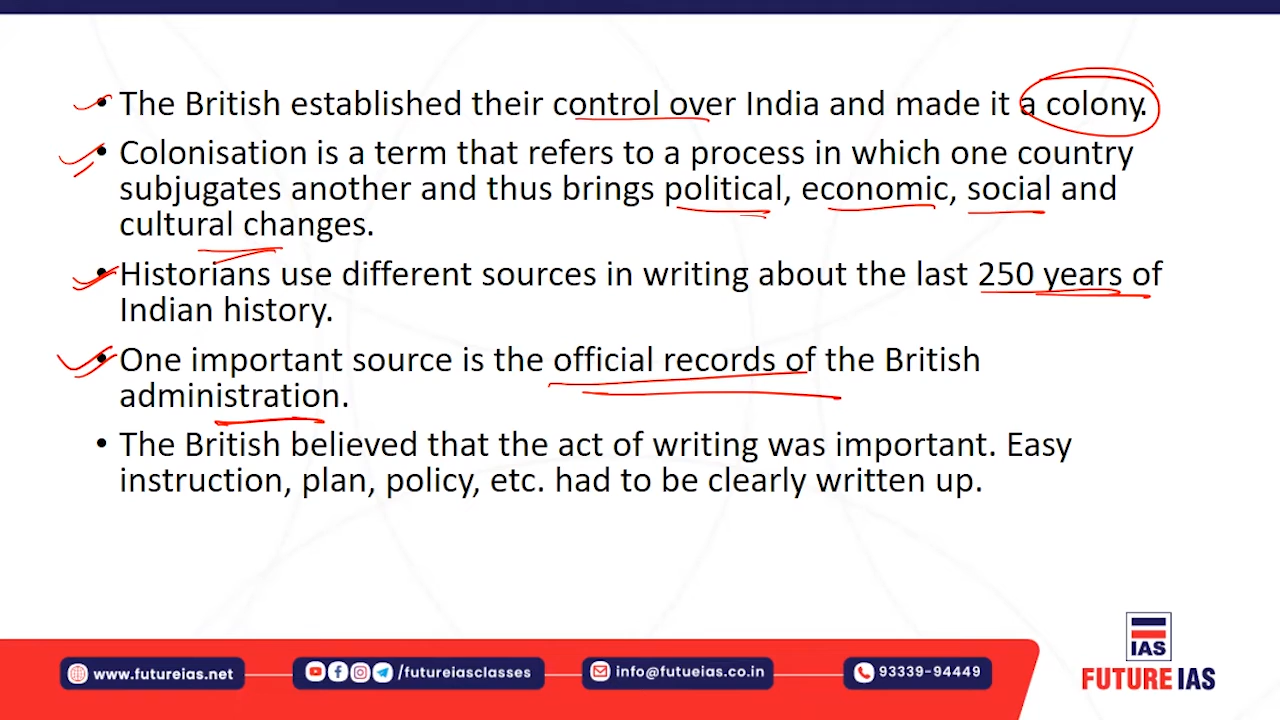 • The British established their control over India and made it a colony.
• Colonisation is a term that refers to a process in which one country
subjugates another and thus brings political, economic, social and
cultural changes.
• Historians use different sources in writing about the last 250 years of
Indian history.
• One important source is the official records of the British
administration.
• The British believed that the act of writing was important. Easy
instruction, plan, policy, etc. had to be clearly written up.
IAS
FUTURE IAS
www.futureias.net
/futureiasclasses
info@futueias.co.in
93339-94449